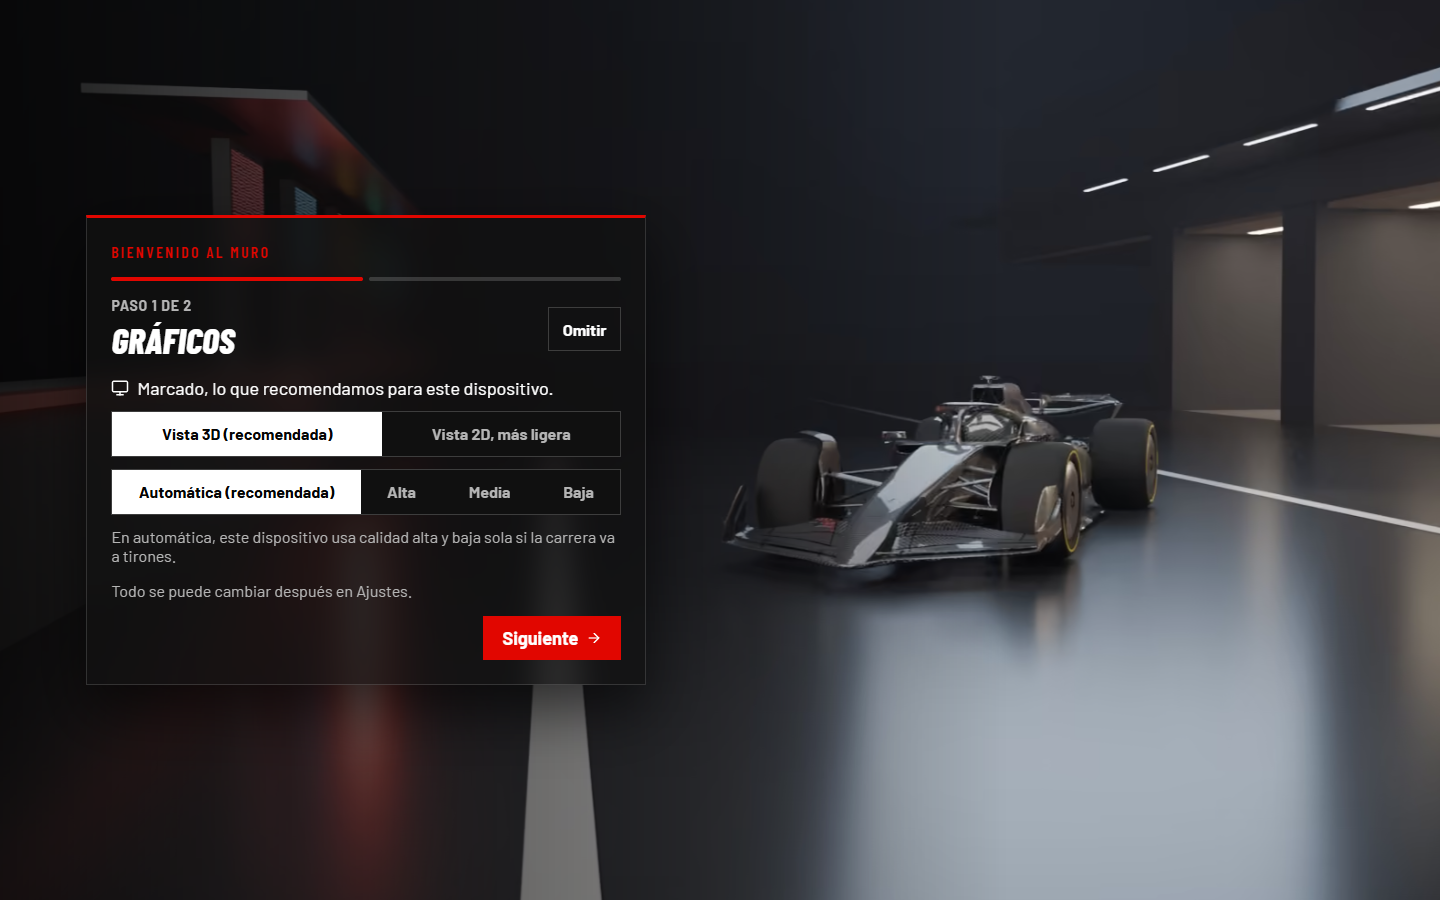 BIENVENIDO AL MURO
PASO 1 DE 2
GRÁFICOS
Omitir
Marcado, lo que recomendamos para este dispositivo.
Vista 3D (recomendada)
Vista 2D, más ligera
Automática (recomendada)
Alta
Media
Baja
En automática, este dispositivo usa calidad alta y baja sola si la carrera va
a tirones.
Todo se puede cambiar después en Ajustes.
Siguiente